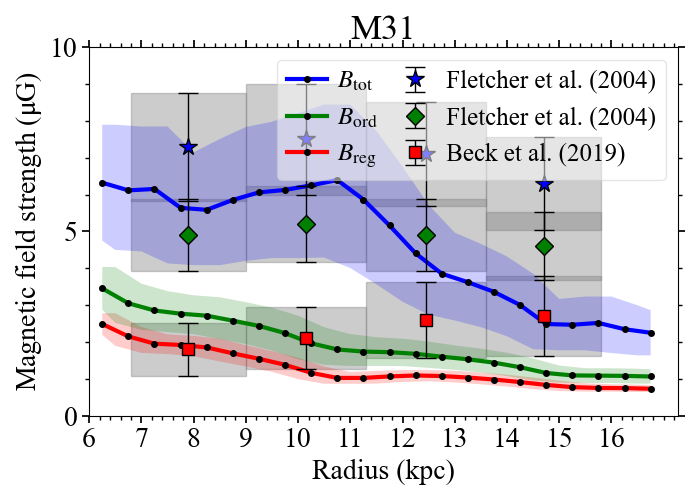 M31
Magnetic field strength (μG)
10
5
0
B_tot
B_ord
B_reg
Fletcher et al. (2004)
Fletcher et al. (2004)
Beck et al. (2019)
6 7 8 9 10 11 12 13 14 15 16
Radius (kpc)